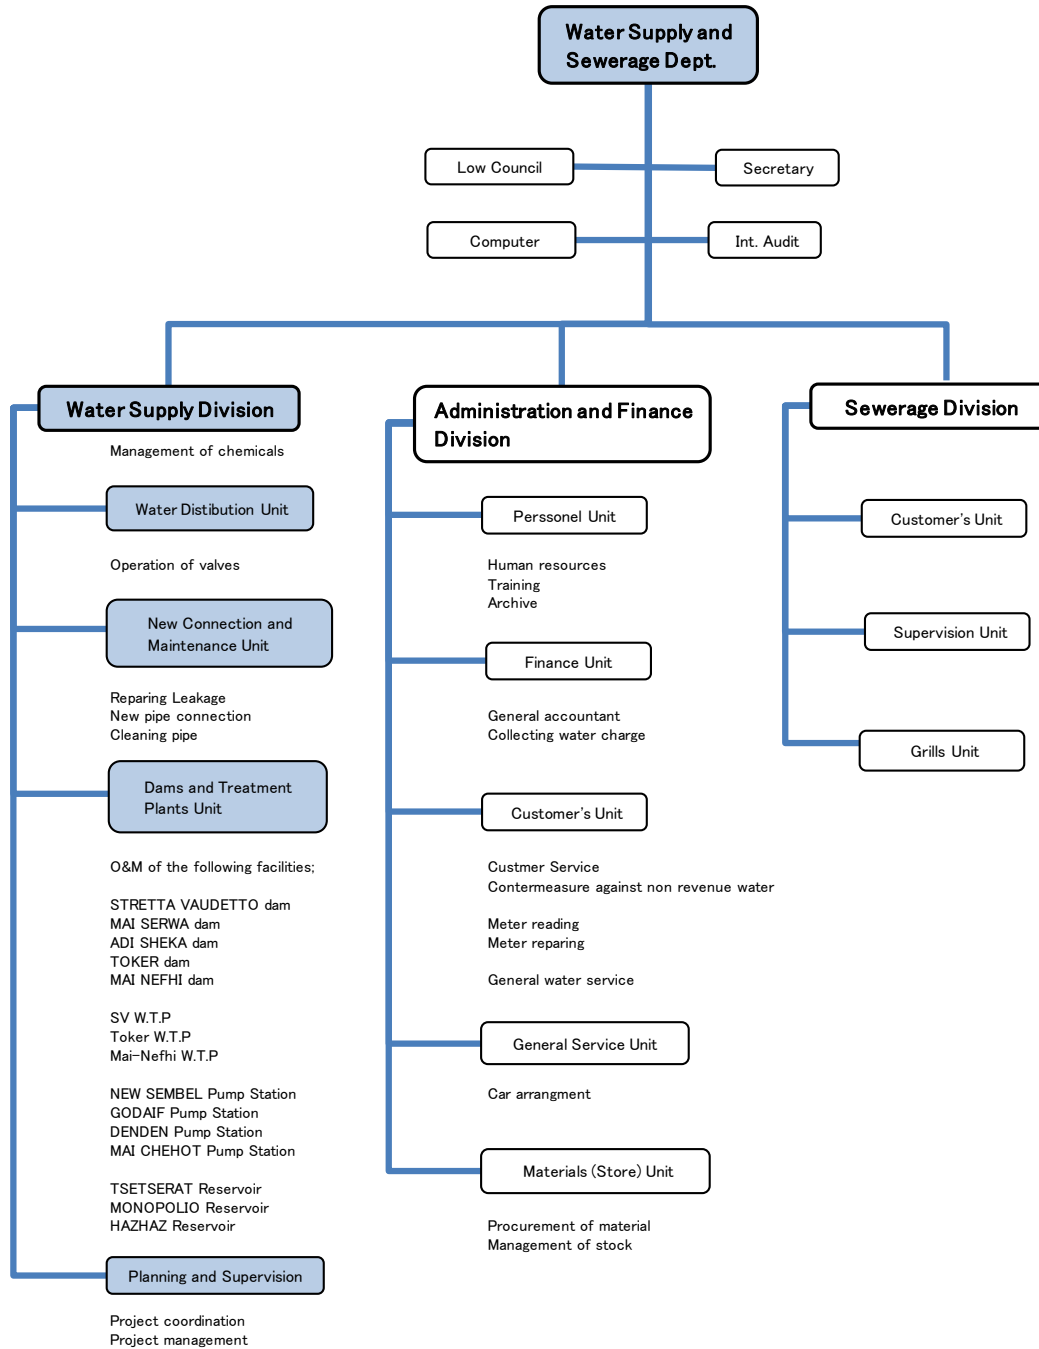 Water Supply and
Sewerage Dept.
Low Council
Secretary
Computer
Int. Audit
Water Supply Division
Management of chemicals
Water Distibution Unit
Operation of valves
New Connection and
Maintenance Unit
Reparing Leakage
New pipe connection
Cleaning pipe
Dams and Treatment
Plants Unit
O&M of the following facilities;
STRETTA VAUDETTO dam
MAI SERWA dam
ADI SHEKA dam
TOKER dam
MAI NEFHI dam
SV W.T.P
Toker W.T.P
Mai-Nefhi W.T.P
NEW SEMBEL Pump Station
GODAIF Pump Station
DENDEN Pump Station
MAI CHEHOT Pump Station
TSETSERAT Reservoir
MONOPOLIO Reservoir
HAZHAZ Reservoir
Planning and Supervision
Project coordination
Project management
Administration and Finance
Division
Perssonel Unit
Human resources
Training
Archive
Finance Unit
General accountant
Collecting water charge
Customer's Unit
Custmer Service
Contermeasure against non revenue water
Meter reading
Meter reparing
General water service
General Service Unit
Car arrangment
Materials (Store) Unit
Procurement of material
Management of stock
Sewerage Division
Customer's Unit
Supervision Unit
Grills Unit